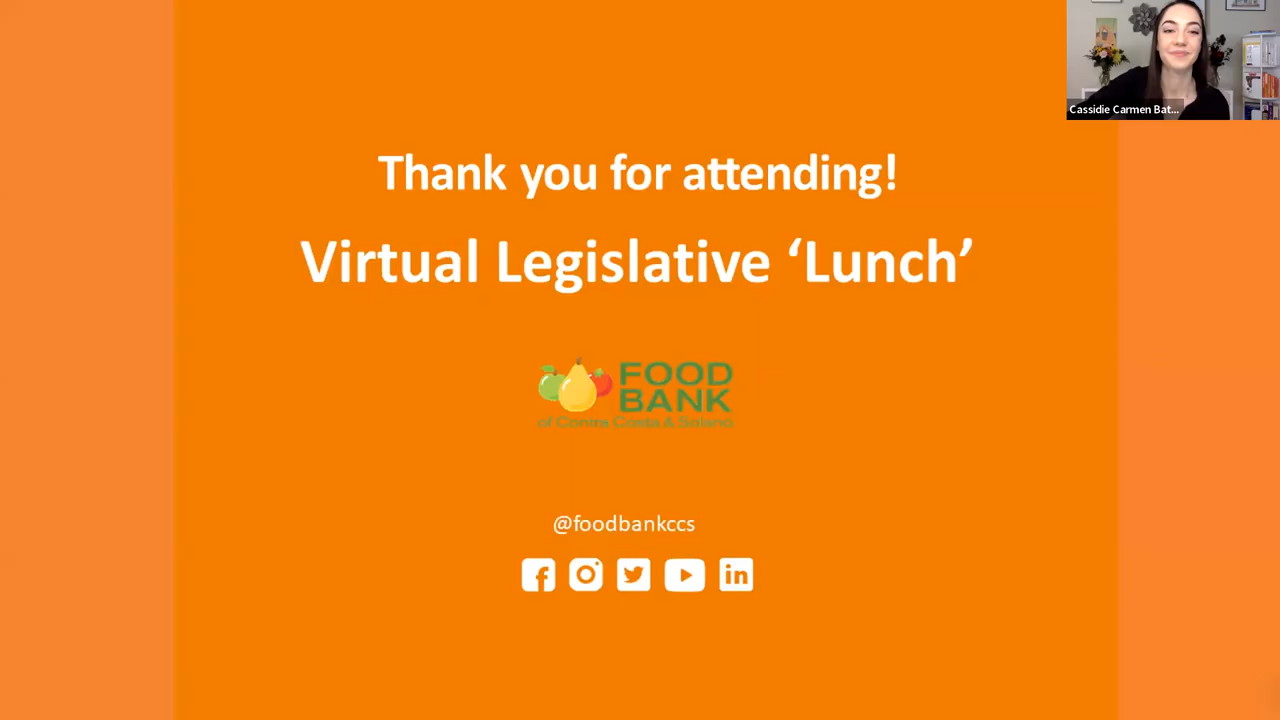 Cassidie Carmen Bat...
Thank you for attending!
Virtual Legislative ‘Lunch’
FOOD
BANK
of Contra Costa & Solano
@foodbankccs